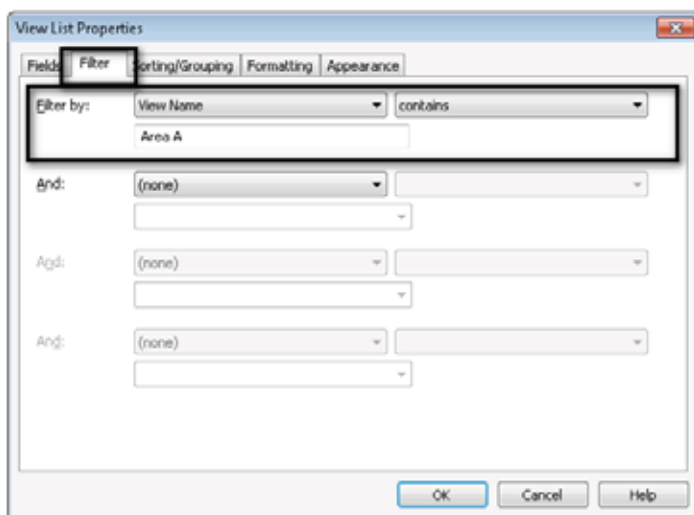 View List Properties
Fields Filter Sorting/Grouping Formatting Appearance
Filter by: View Name contains
Area A
And: (none)
And: (none)
And: (none)
OK Cancel Help